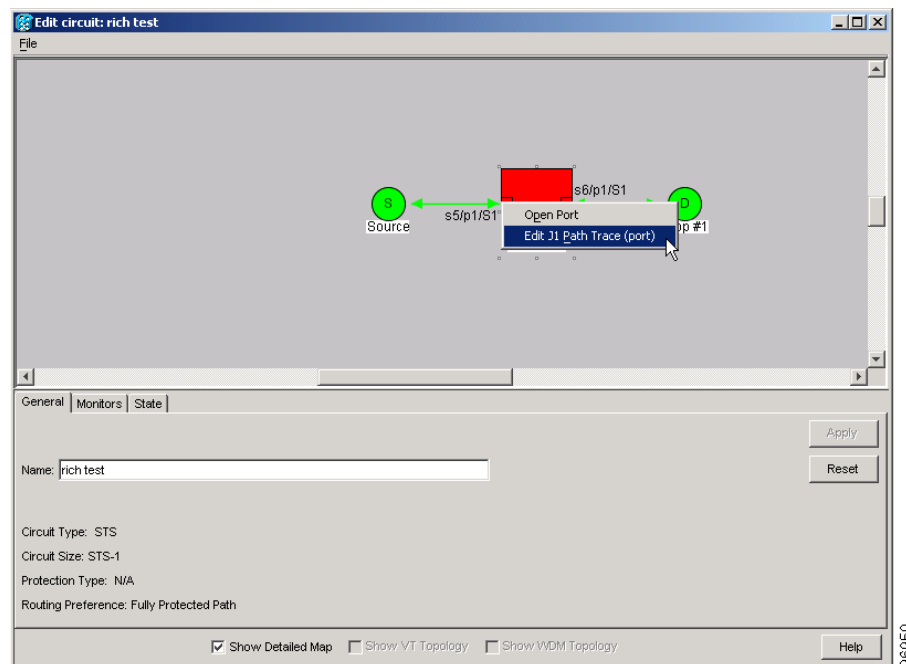 Edit circuit: rich test
File
s6/p1/S1
S
D
s5/p1/S1
Open Port
Source
op #1
Edit J1 Path Trace (port)
General
Monitors
State
Apply
Name: rich test
Reset
Circuit Type: STS
Circuit Size: STS-1
Protection Type: N/A
Routing Preference: Fully Protected Path
Show Detailed Map
Show VT Topology
Show WDM Topology
Help